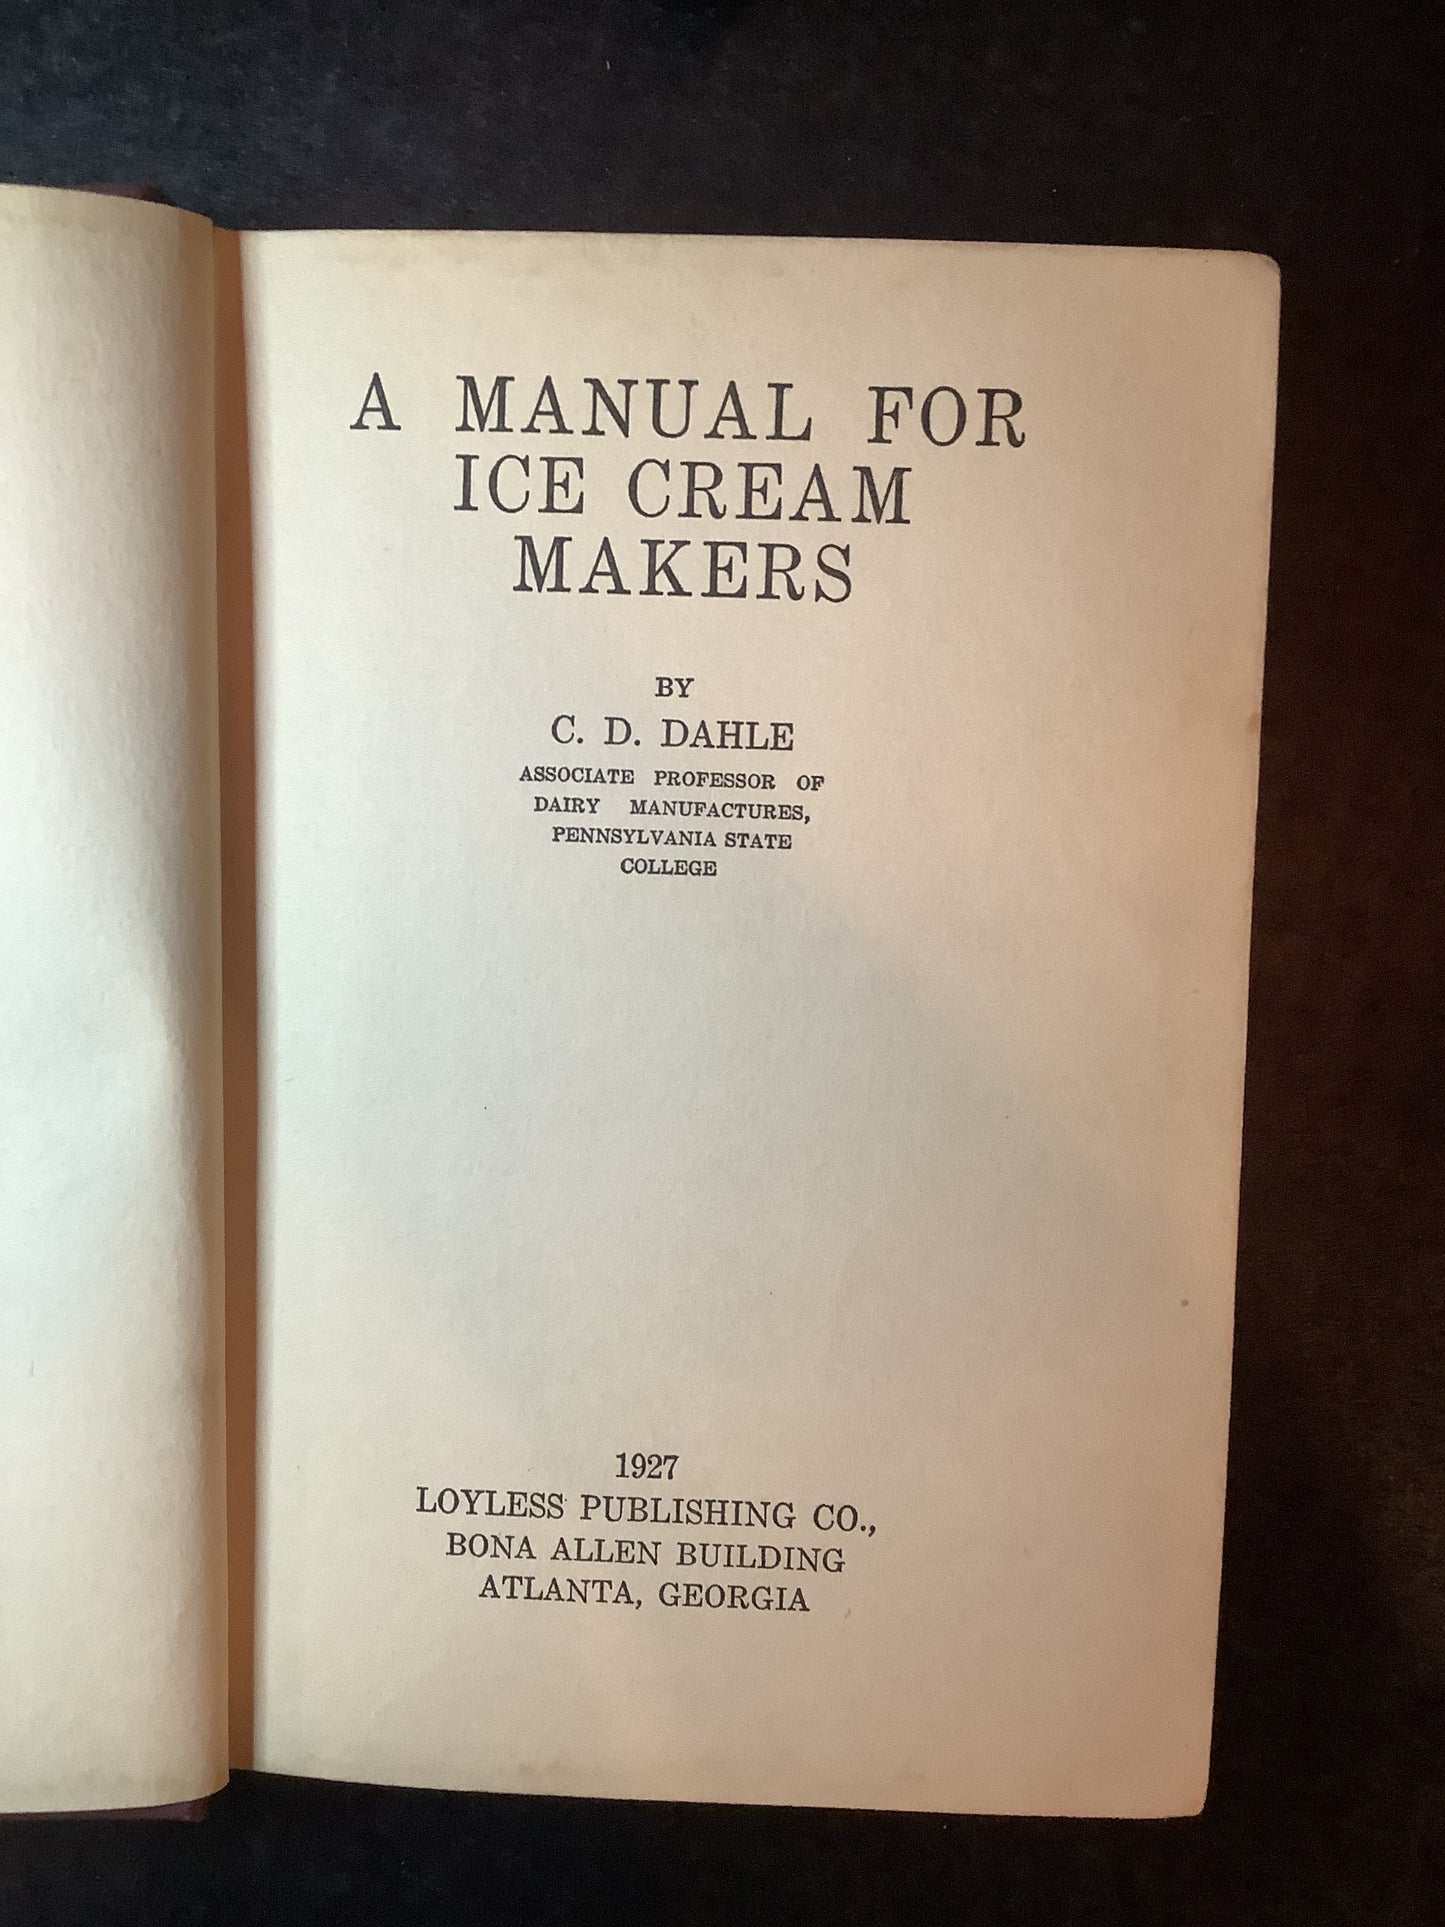 A MANUAL FOR
ICE CREAM
MAKERS
BY
C. D. DAHLE
ASSOCIATE PROFESSOR OF
DAIRY MANUFACTURES,
PENNSYLVANIA STATE
COLLEGE
1927
LOYLESS PUBLISHING CO.,
BONA ALLEN BUILDING
ATLANTA, GEORGIA